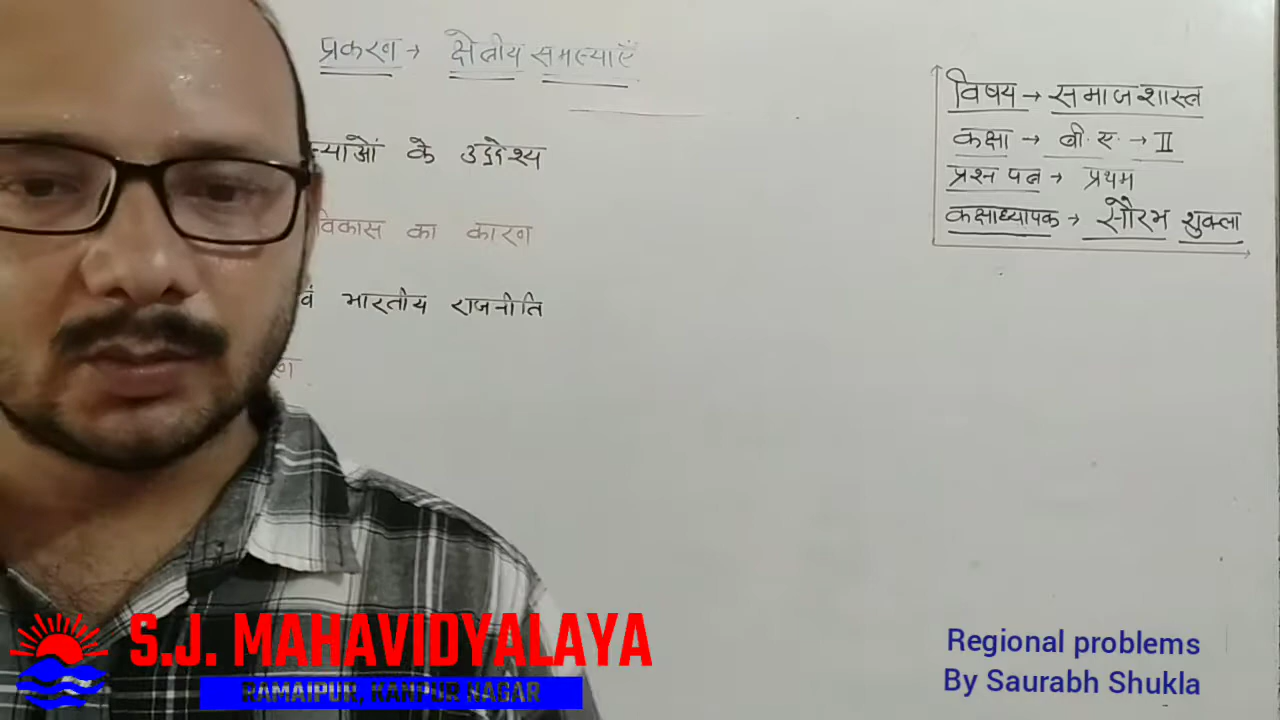 प्रकरण → क्षेत्रीय समस्याएँ
के उद्देश्य
विकास का कारण
भारतीय राजनीति
विषय → समाजशास्त्र
कक्षा → बी.ए. → II
प्रश्न पत्र → प्रथम
कक्षाध्यापक → सौरभ शुक्ला
S.J. MAHAVIDYALAYA
RAMAIPUR, KANPUR NAGAR
Regional problems
By Saurabh Shukla